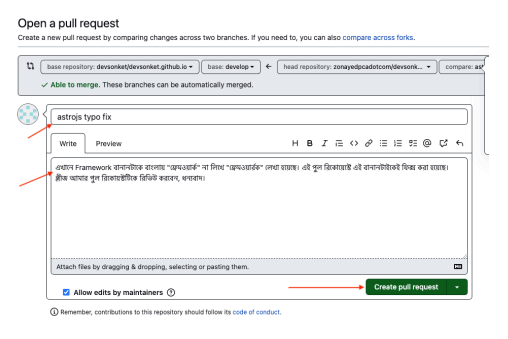 Open a pull request
Create a new pull request by comparing changes across two branches. If you need to, you can also compare across forks.
base repository: devsonket/devsonket.github.io base: develop ← head repository: zonayedpcadotcom/devsonk... compare: ast
✓ Able to merge. These branches can be automatically merged.
astrojs typo fix
Write Preview H B I @
এখানে Framework বানানটাকে বাংলায় “ফ্রেমওয়ার্ক” না লিখে “ফ্রেমওয়ার্রক” লেখা হয়েছে। এই পুল রিকোয়েস্টে এই বানানটাইকেই ফিক্স করা হয়েছে।
প্লীজ আমার পুল রিকোয়েস্টটিকে রিভিউ করবেন, ধন্যবাদ।
Attach files by dragging & dropping, selecting or pasting them.
Allow edits by maintainers
Create pull request
Remember, contributions to this repository should follow its code of conduct.